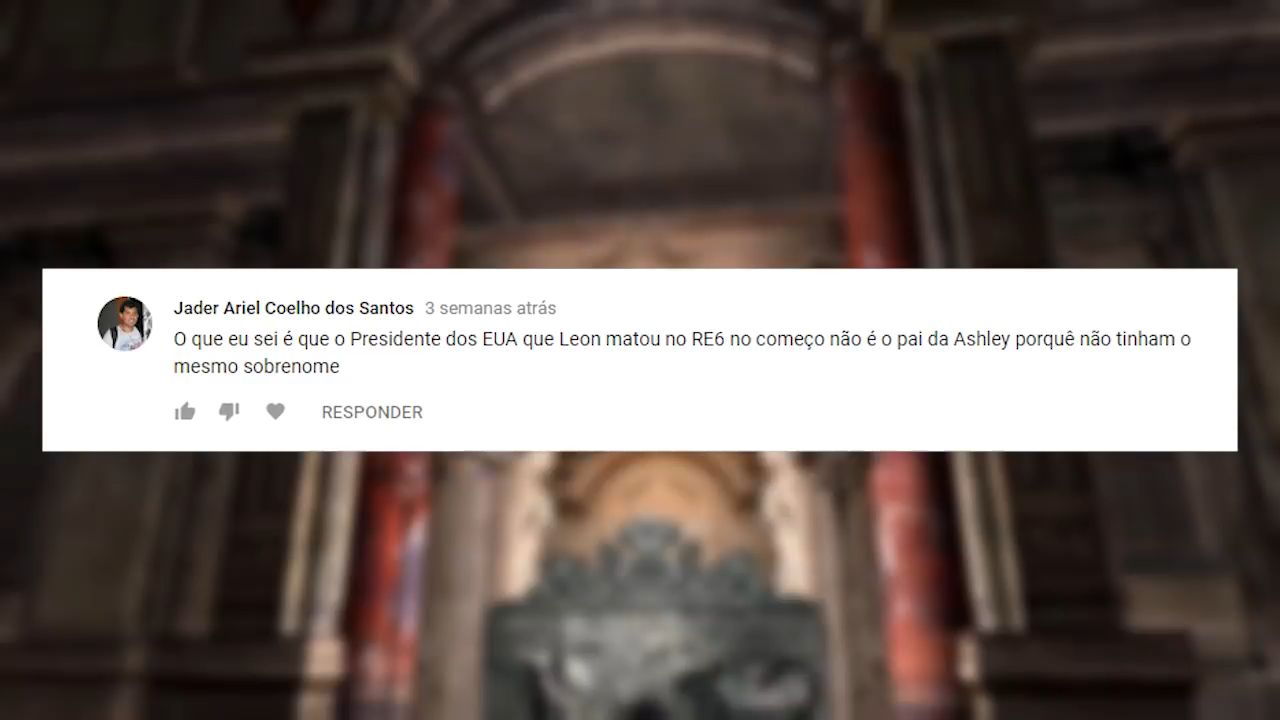 Jader Ariel Coelho dos Santos 3 semanas atrás
O que eu sei é que o Presidente dos EUA que Leon matou no RE6 no começo não é o pai da Ashley porquê não tinham o
mesmo sobrenome
RESPONDER